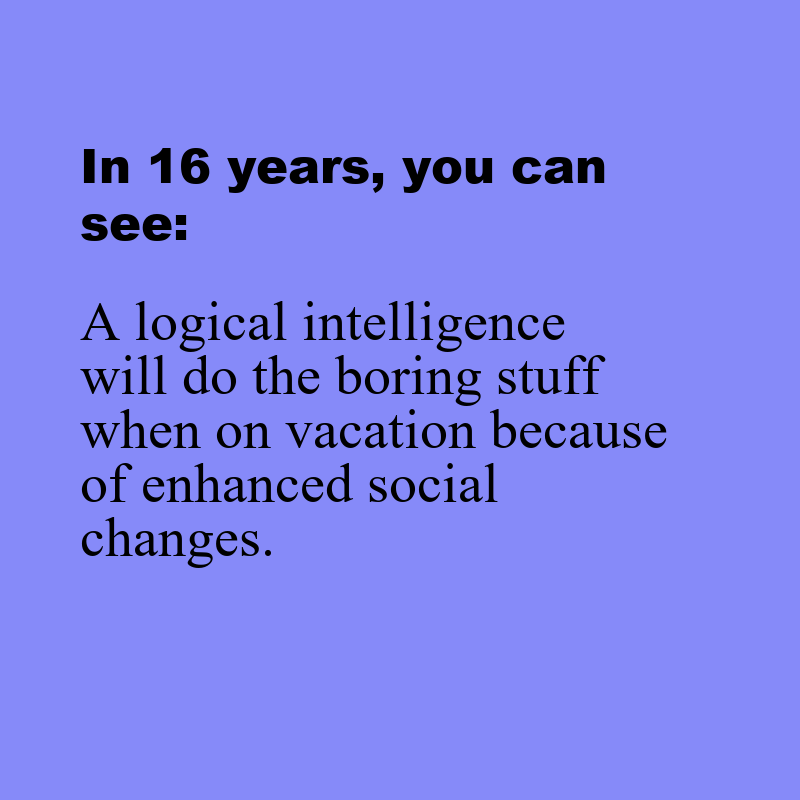 In 16 years, you can
see:
A logical intelligence
will do the boring stuff
when on vacation because
of enhanced social
changes.